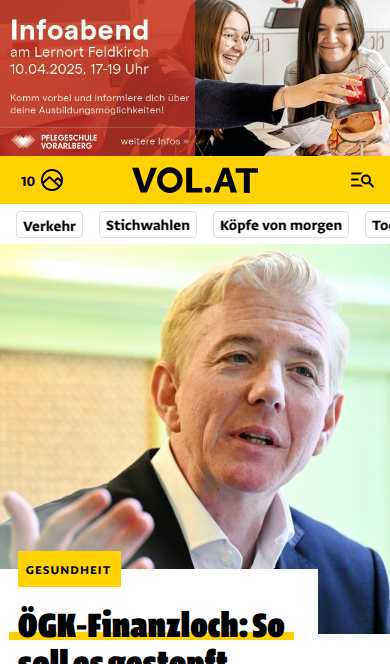 Infoabend
am Lernort Feldkirch
10.04.2025, 17-19 Uhr
Komm vorbei und informiere dich über
deine Ausbildungsmöglichkeiten!
PFLEGESCHULE
VORARLBERG
weitere Infos »
10
VOL.AT
Verkehr
Stichwahlen
Köpfe von morgen
To
GESUNDHEIT
ÖGK-Finanzloch: So
soll es gestopft